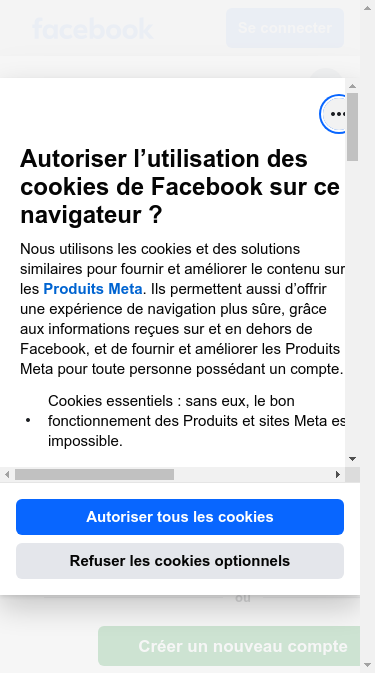 facebook
Se connecter
Autoriser l’utilisation des
cookies de Facebook sur ce
navigateur ?
Nous utilisons les cookies et des solutions
similaires pour fournir et améliorer le contenu sur
les Produits Meta. Ils permettent aussi d’offrir
une expérience de navigation plus sûre, grâce
aux informations reçues sur et en dehors de
Facebook, et de fournir et améliorer les Produits
Meta pour toute personne possédant un compte.
• Cookies essentiels : sans eux, le bon
fonctionnement des Produits et sites Meta es
impossible.
Autoriser tous les cookies
Refuser les cookies optionnels
ou
Créer un nouveau compte